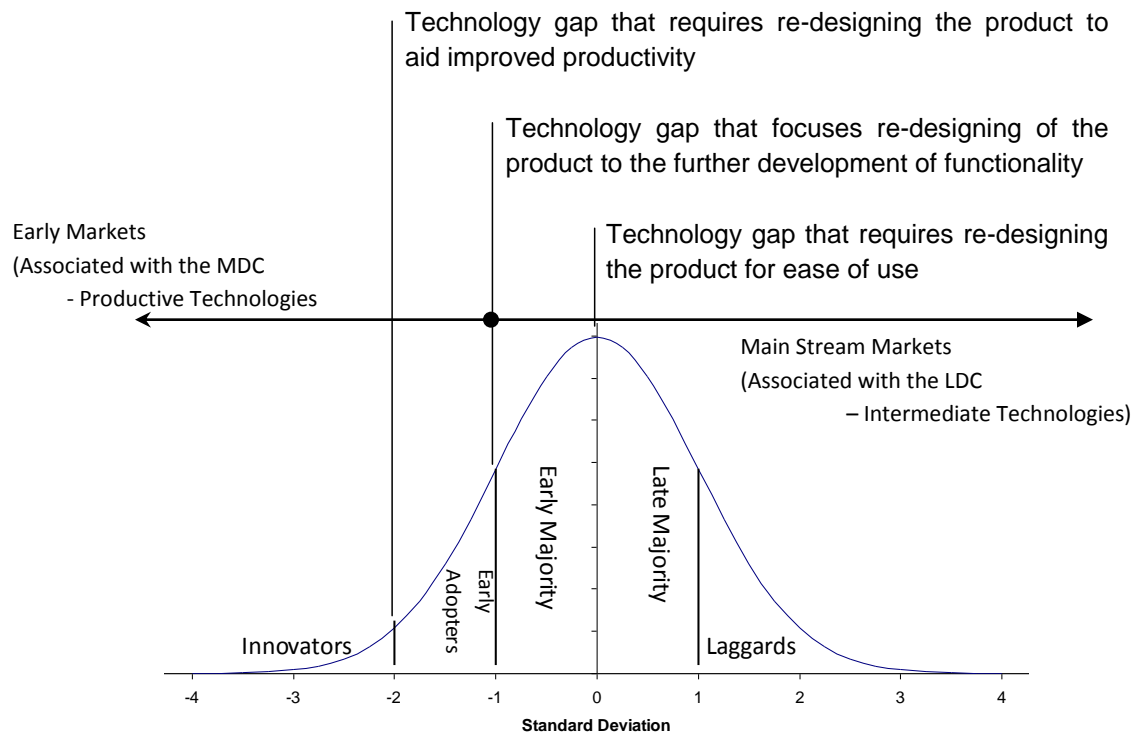 Technology gap that requires re-designing the product to
aid improved productivity
Technology gap that focuses re-designing of the
product to the further development of functionality
Early Markets
(Associated with the MDC
- Productive Technologies
Technology gap that requires re-designing
the product for ease of use
Main Stream Markets
(Associated with the LDC
– Intermediate Technologies)
Innovators
Early
Adopters
Early Majority
Late Majority
Laggards
-4 -3 -2 -1 0 1 2 3 4
Standard Deviation